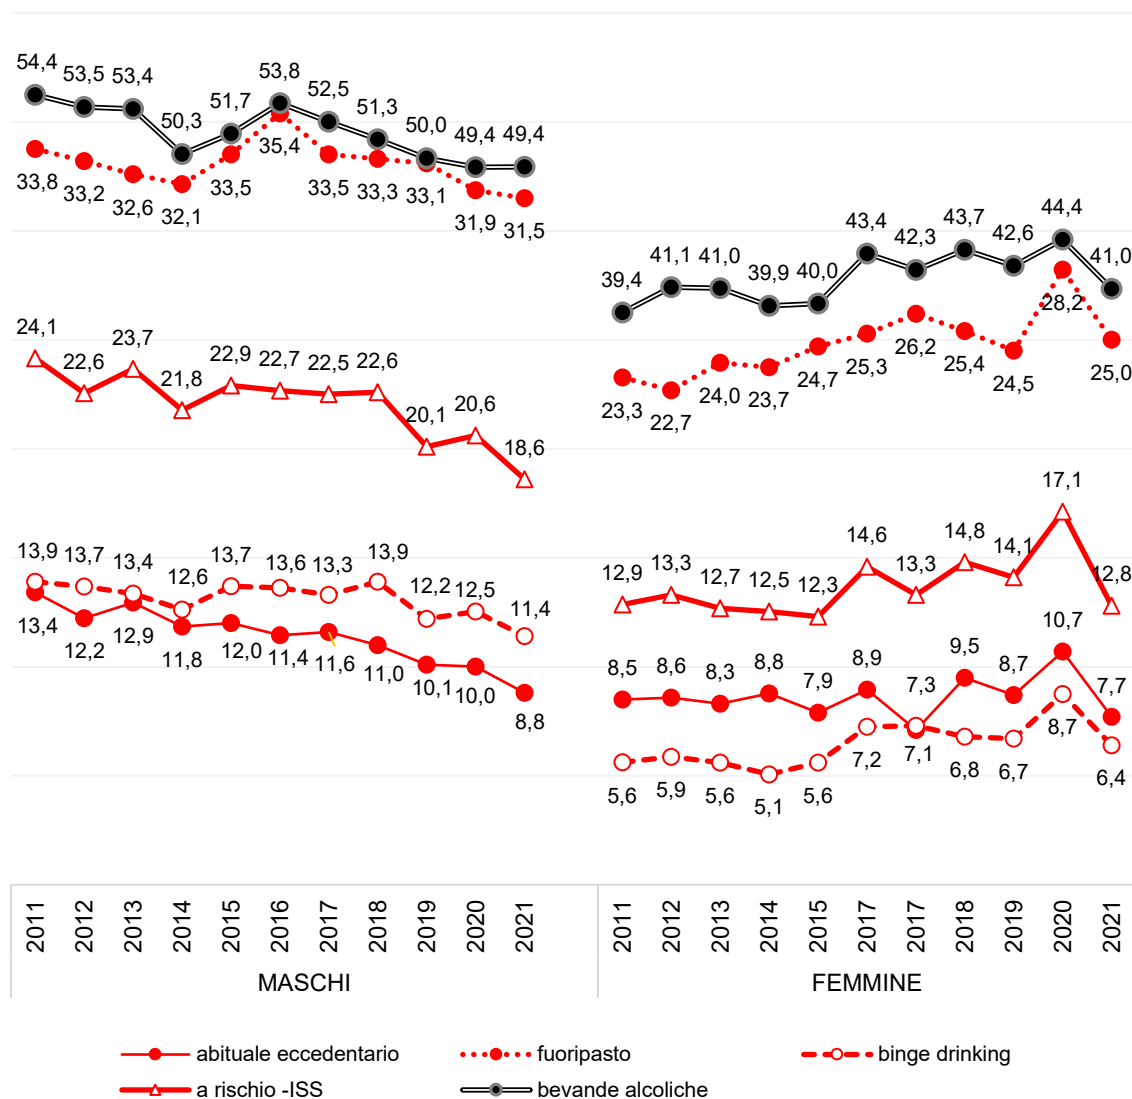 54,4 53,5 53,4 50,3 51,7 53,8 52,5 51,3 50,0 49,4 49,4
33,8 33,2 32,6 32,1 33,5 35,4 33,5 33,3 33,1 31,9 31,5
24,1 22,6 23,7 21,8 22,9 22,7 22,5 22,6 20,1 20,6 18,6
13,9 13,7 13,4 12,6 13,7 13,6 13,3 13,9 12,2 12,5 11,4
13,4 12,2 12,9 11,8 12,0 11,4 11,6 11,0 10,1 10,0 8,8
39,4 41,1 41,0 39,9 40,0 43,4 42,3 43,7 42,6 44,4 41,0
23,3 22,7 24,0 23,7 24,7 25,3 26,2 25,4 24,5 28,2 25,0
12,9 13,3 12,7 12,5 12,3 14,6 13,3 14,8 14,1 17,1 12,8
8,5 8,6 8,3 8,8 7,9 8,9 7,3 9,5 8,7 10,7 7,7
5,6 5,9 5,6 5,1 5,6 7,2 7,1 6,8 6,7 8,7 6,4
2011 2012 2013 2014 2015 2016 2017 2018 2019 2020 2021
MASCHI
2011 2012 2013 2014 2015 2017 2017 2018 2019 2020 2021
FEMMINE
abituale eccedentario fuoripasto binge drinking
a rischio -ISS bevande alcoliche